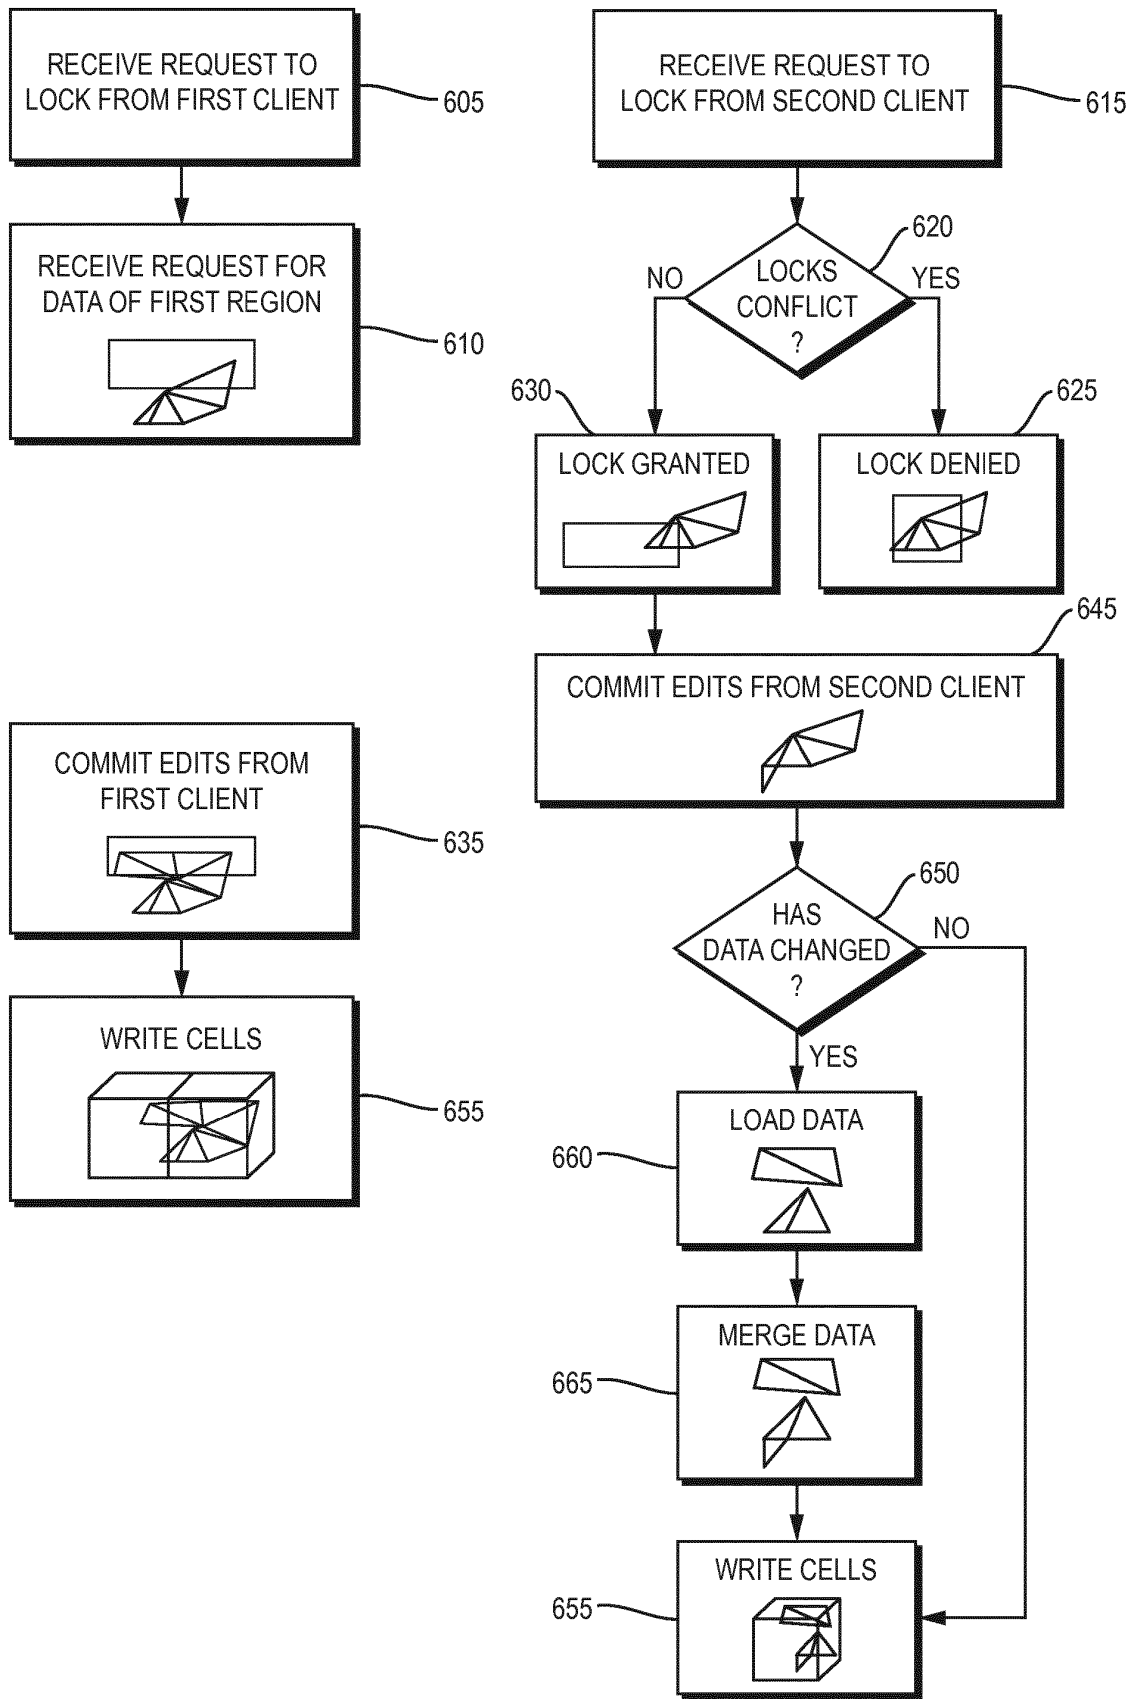 RECEIVE REQUEST TO
LOCK FROM FIRST CLIENT
605
RECEIVE REQUEST FOR
DATA OF FIRST REGION
610
RECEIVE REQUEST TO
LOCK FROM SECOND CLIENT
615
620
LOCKS
CONFLICT
?
NO
YES
630
LOCK GRANTED
625
LOCK DENIED
645
COMMIT EDITS FROM SECOND CLIENT
COMMIT EDITS FROM
FIRST CLIENT
635
WRITE CELLS
655
650
HAS
DATA CHANGED
?
NO
YES
LOAD DATA
660
MERGE DATA
665
WRITE CELLS
655